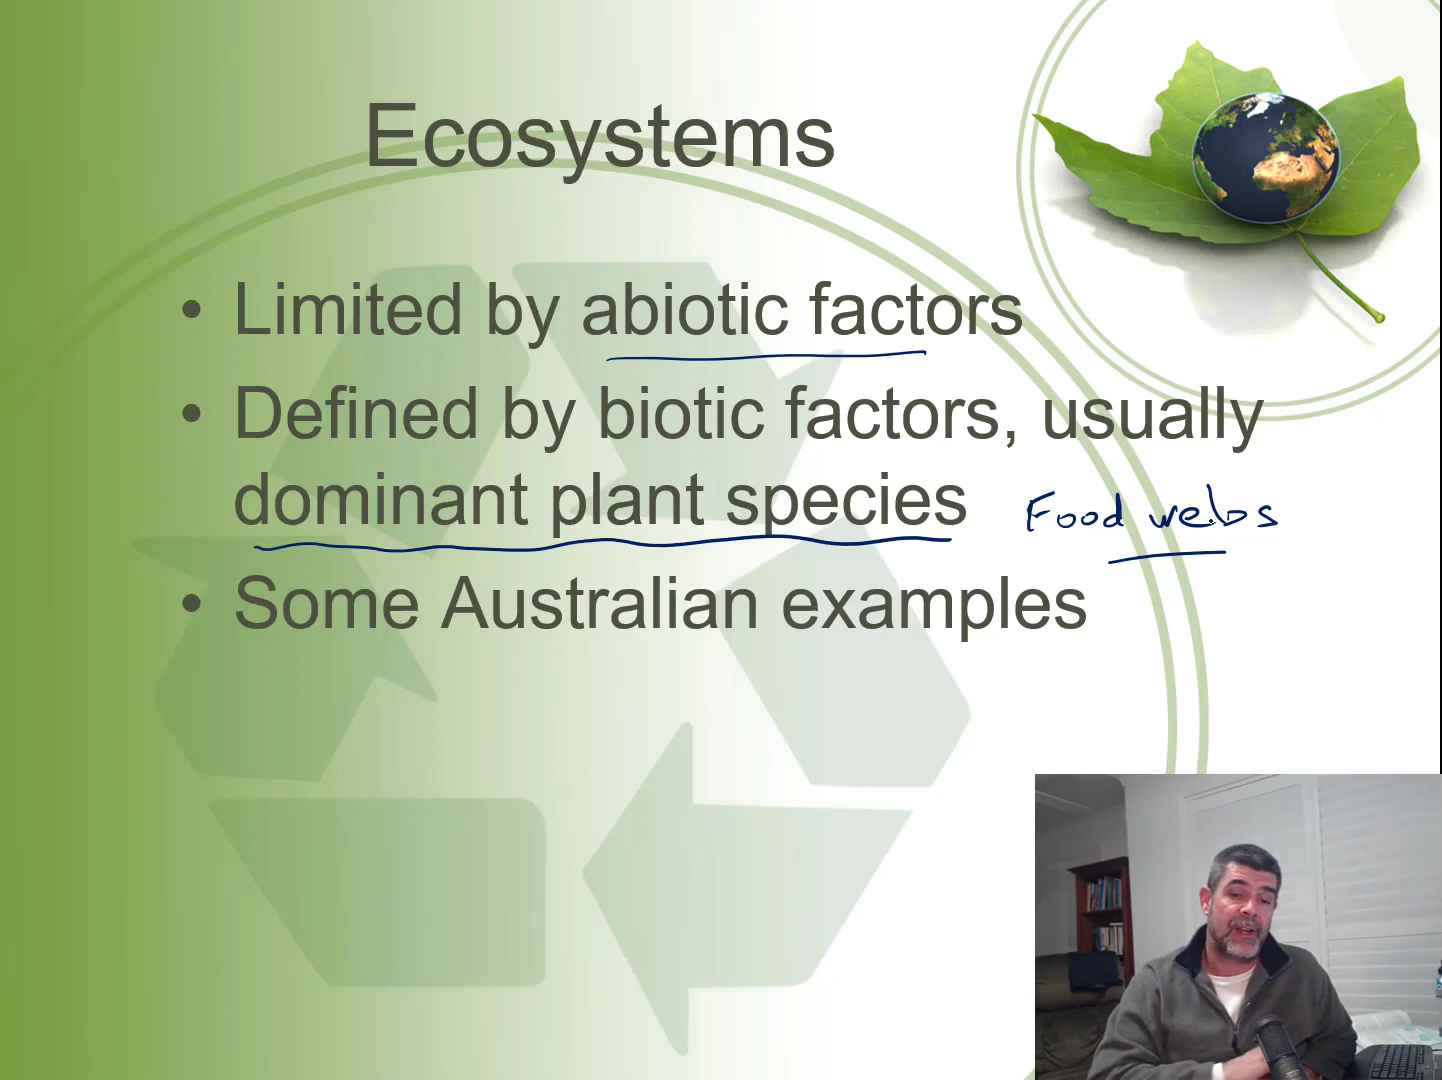 Ecosystems
• Limited by abiotic factors
• Defined by biotic factors, usually
dominant plant species Food webs
• Some Australian examples